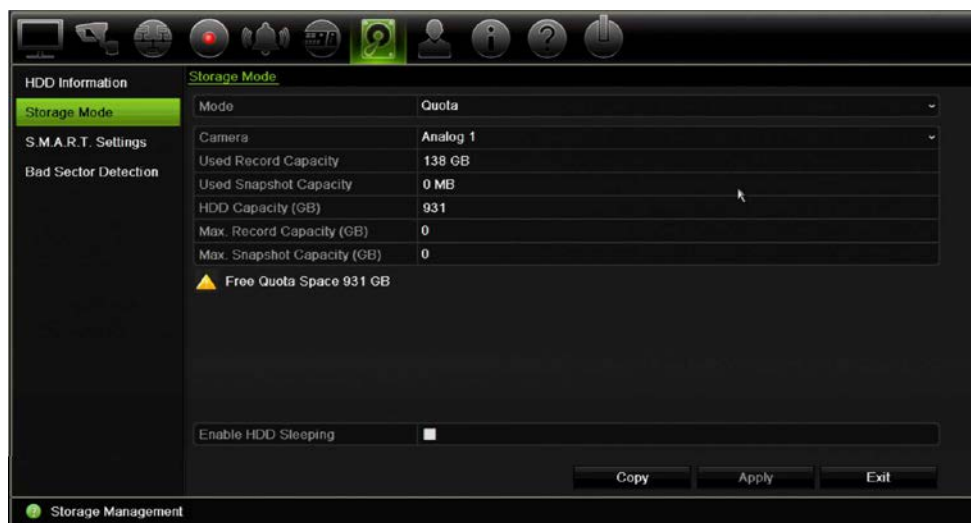 HDD Information
Storage Mode
S.M.A.R.T. Settings
Bad Sector Detection
Storage Mode
Mode Quota
Camera Analog 1
Used Record Capacity 138 GB
Used Snapshot Capacity 0 MB
HDD Capacity (GB) 931
Max. Record Capacity (GB) 0
Max. Snapshot Capacity (GB) 0
Free Quota Space 931 GB
Enable HDD Sleeping
Copy Apply Exit
Storage Management